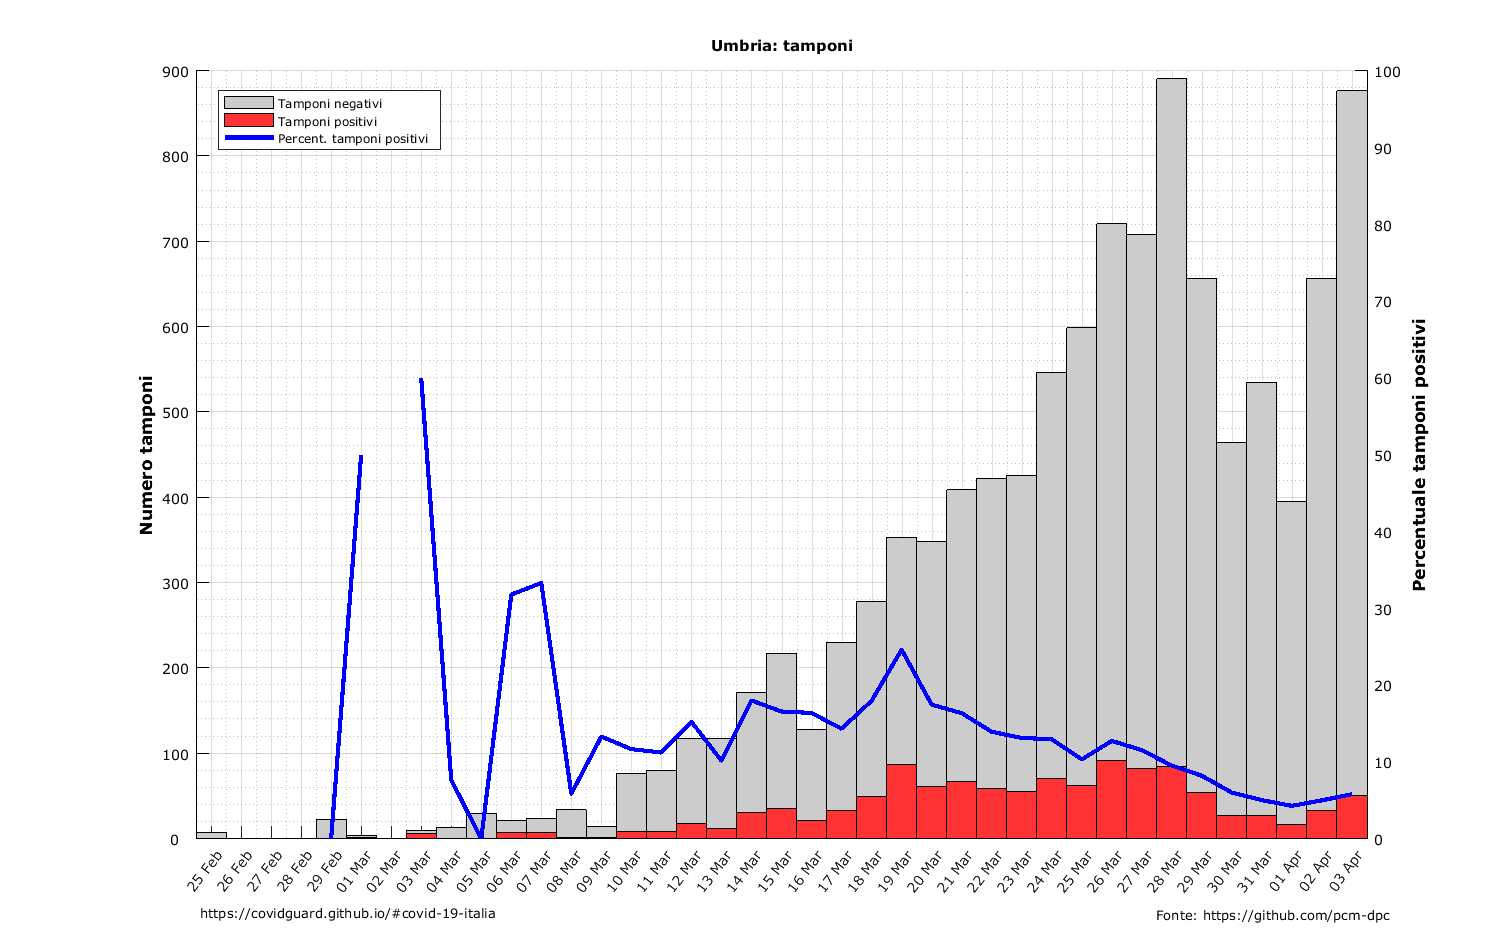 Umbria: tamponi
Tamponi negativi
Tamponi positivi
Percent. tamponi positivi
Numero tamponi
900
800
700
600
500
400
300
200
100
0
Percentuale tamponi positivi
100
90
80
70
60
50
40
30
20
10
0
25 Feb
26 Feb
27 Feb
28 Feb
29 Feb
01 Mar
02 Mar
03 Mar
04 Mar
05 Mar
06 Mar
07 Mar
08 Mar
09 Mar
10 Mar
11 Mar
12 Mar
13 Mar
14 Mar
15 Mar
16 Mar
17 Mar
18 Mar
19 Mar
20 Mar
21 Mar
22 Mar
23 Mar
24 Mar
25 Mar
26 Mar
27 Mar
28 Mar
29 Mar
30 Mar
31 Mar
01 Apr
02 Apr
03 Apr
https://covidguard.github.io/#covid-19-italia
Fonte: https://github.com/pcm-dpc